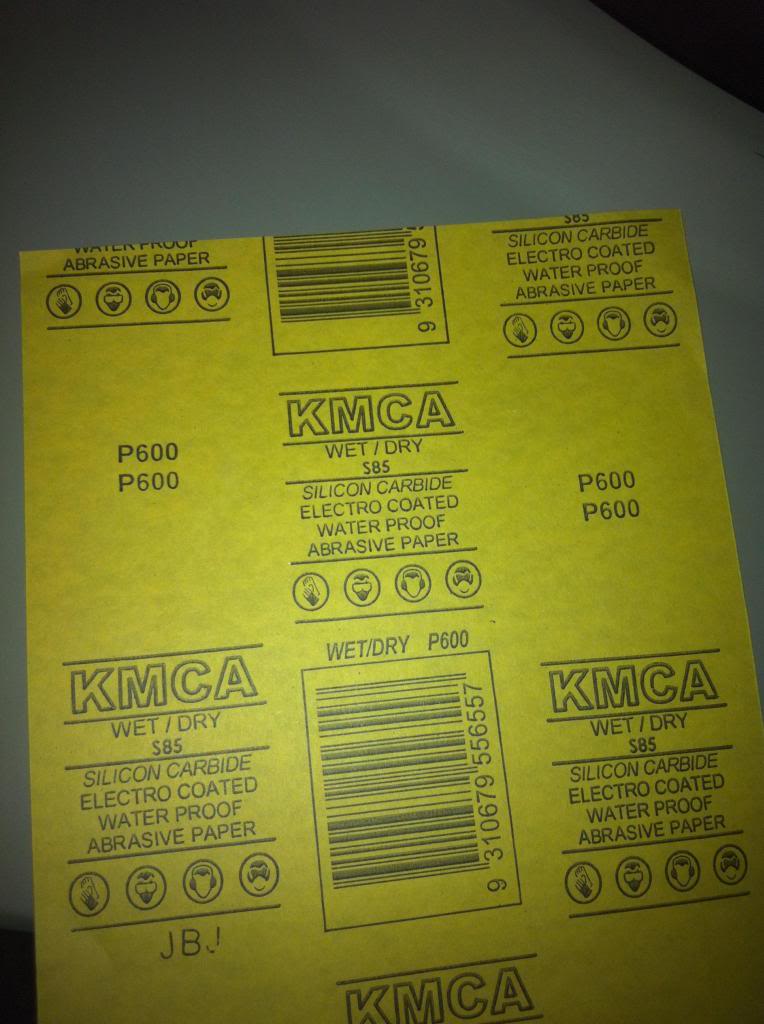 WATER PROOF
ABRASIVE PAPER
9 310679 5
S85
SILICON CARBIDE
ELECTRO COATED
WATER PROOF
ABRASIVE PAPER
P600
P600
KMCA
WET / DRY
S85
SILICON CARBIDE
ELECTRO COATED
WATER PROOF
ABRASIVE PAPER
P600
P600
KMCA
WET / DRY
S85
SILICON CARBIDE
ELECTRO COATED
WATER PROOF
ABRASIVE PAPER
JBJ
WET/DRY P600
9 310679 556557
KMCA
WET / DRY
S85
SILICON CARBIDE
ELECTRO COATED
WATER PROOF
ABRASIVE PAPER
KMCA